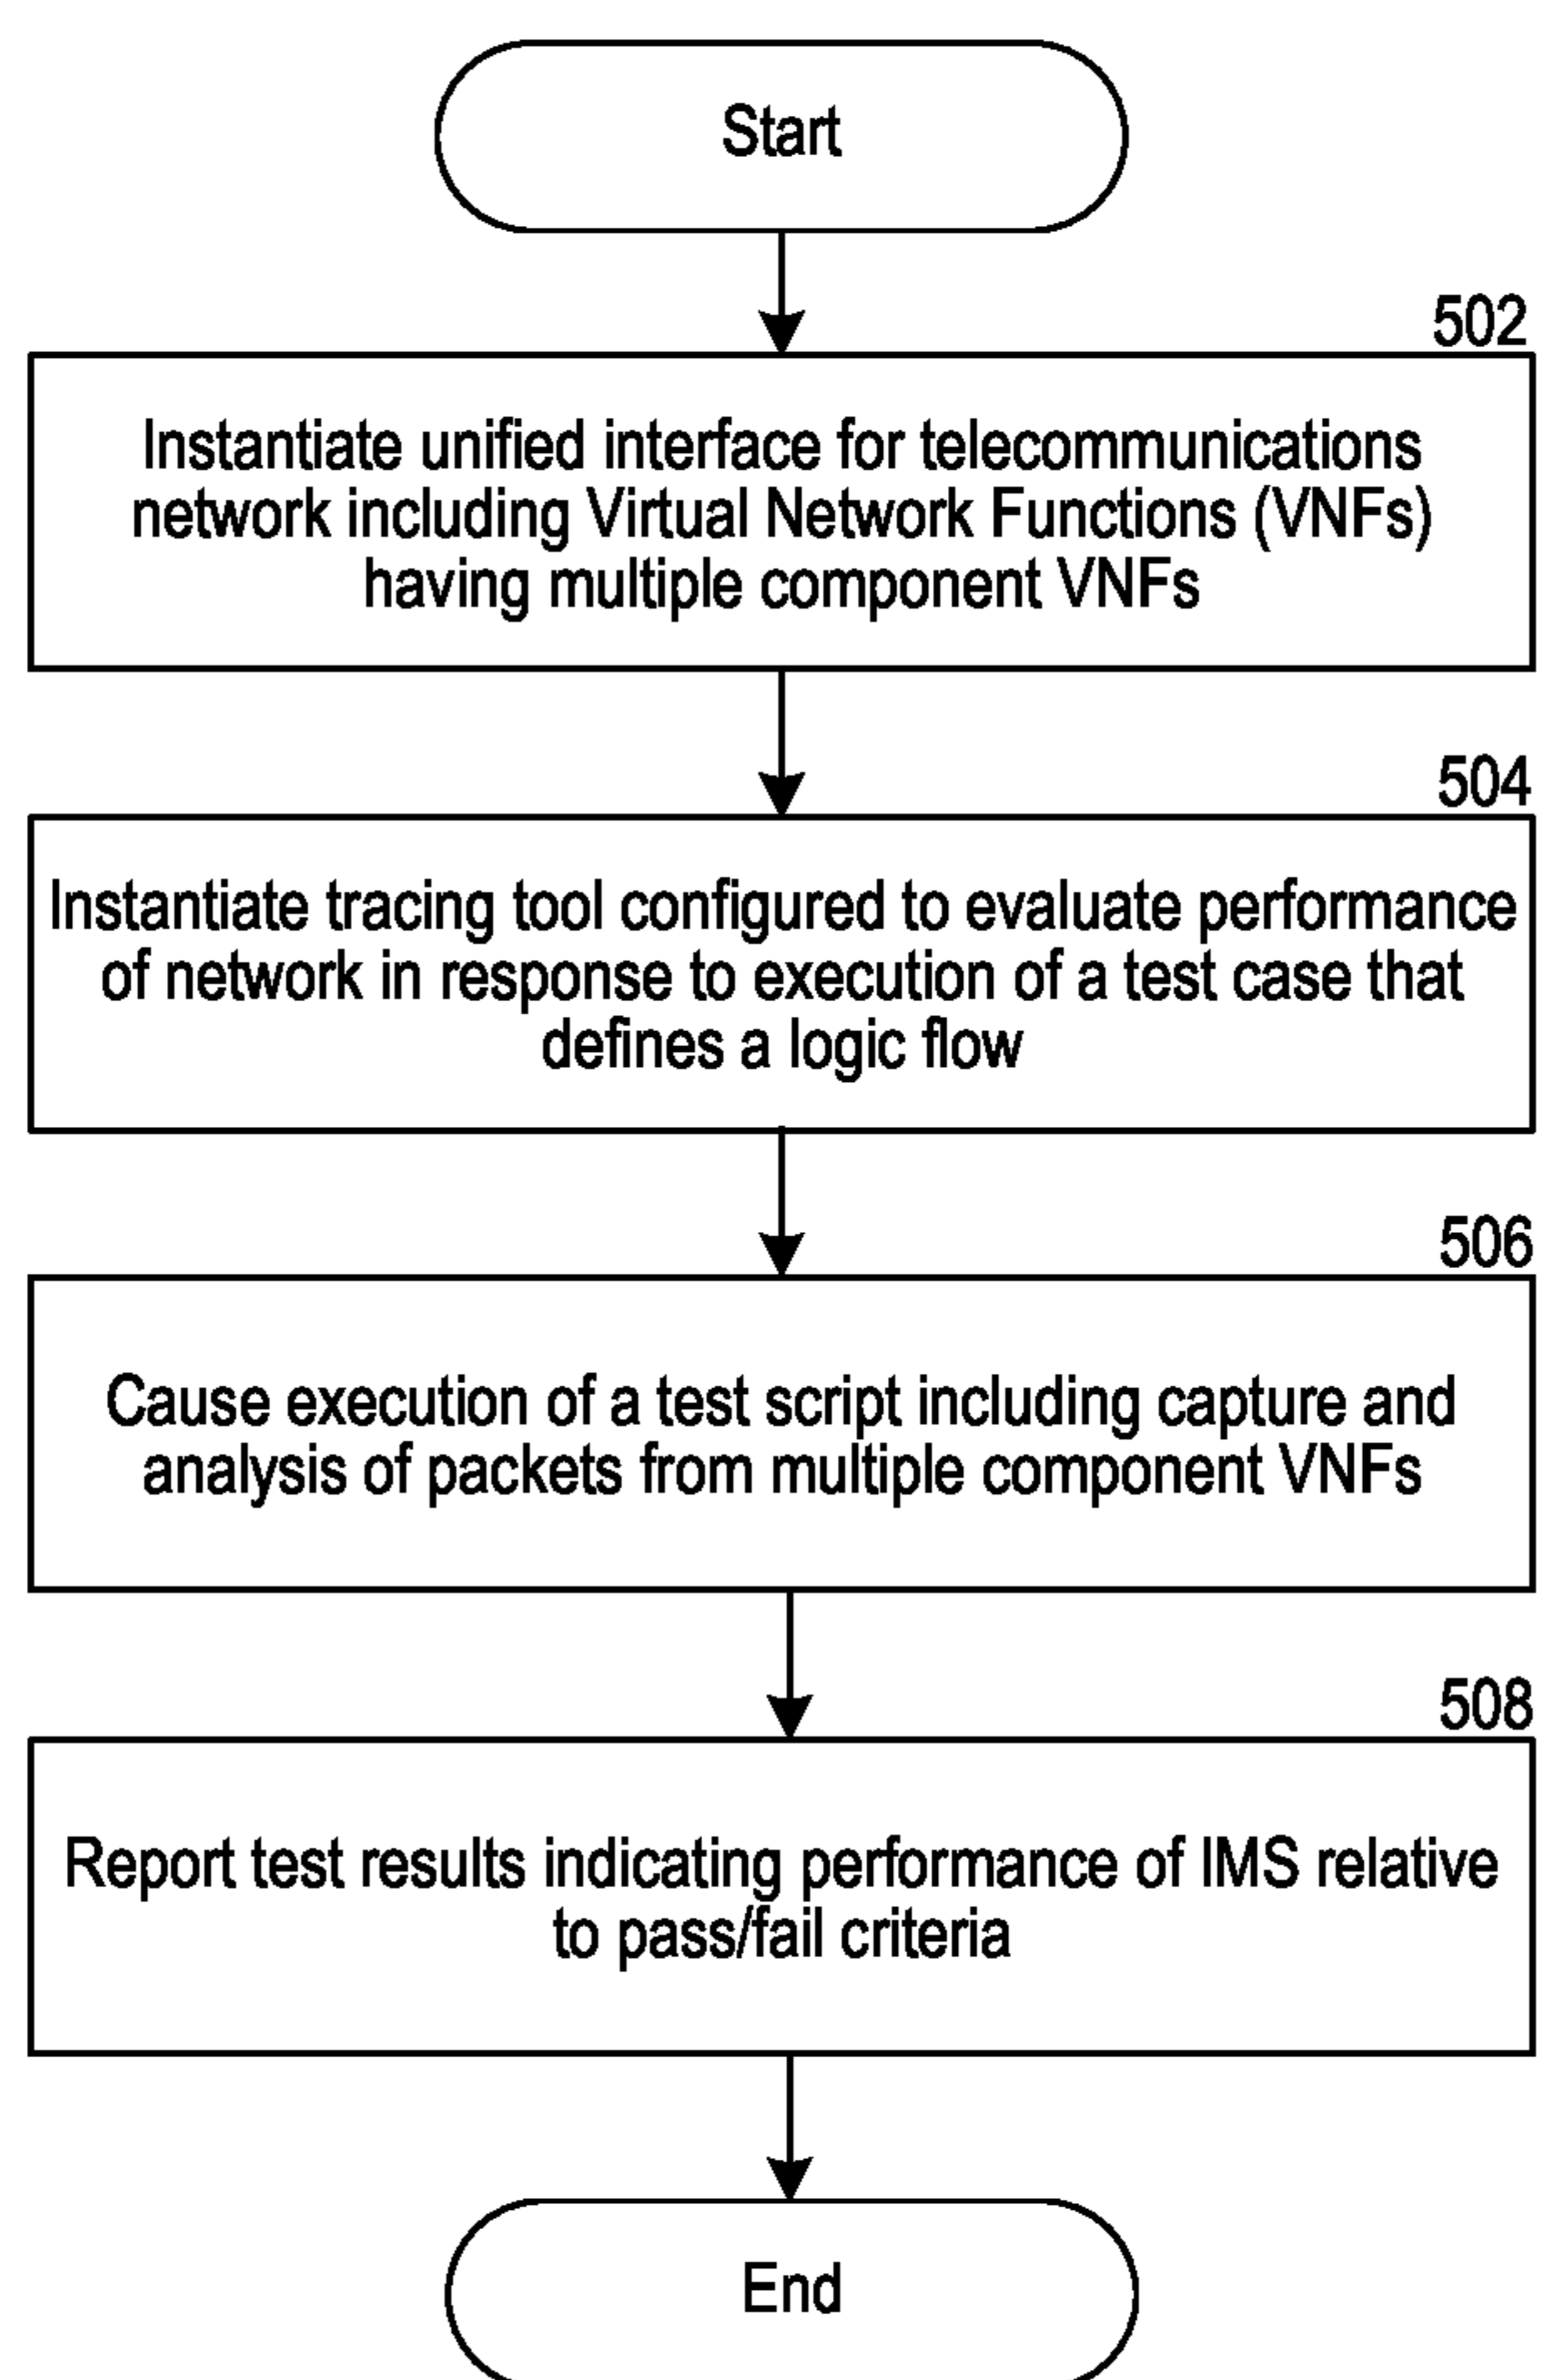 Start
502
Instantiate unified interface for telecommunications
network including Virtual Network Functions (VNFs)
having multiple component VNFs
504
Instantiate tracing tool configured to evaluate performance
of network in response to execution of a test case that
defines a logic flow
506
Cause execution of a test script including capture and
analysis of packets from multiple component VNFs
508
Report test results indicating performance of IMS relative
to pass/fail criteria
End